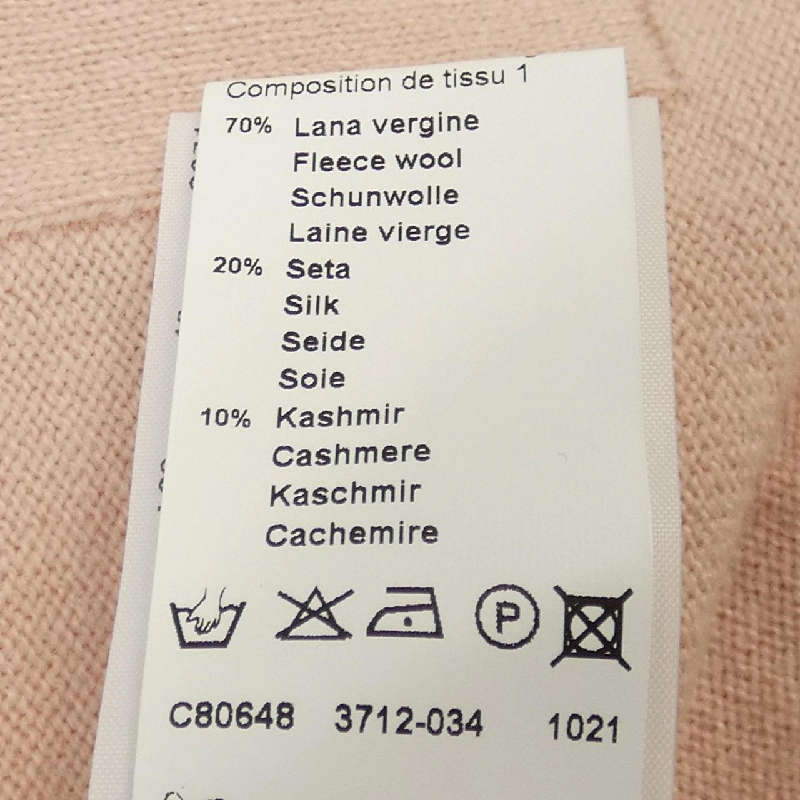 Composition de tissu 1
70% Lana vergine
Fleece wool
Schunwolle
Laine vierge
20% Seta
Silk
Seide
Soie
10% Kashmir
Cashmere
Kaschmir
Cachemire
P
C80648 3712-034 1021